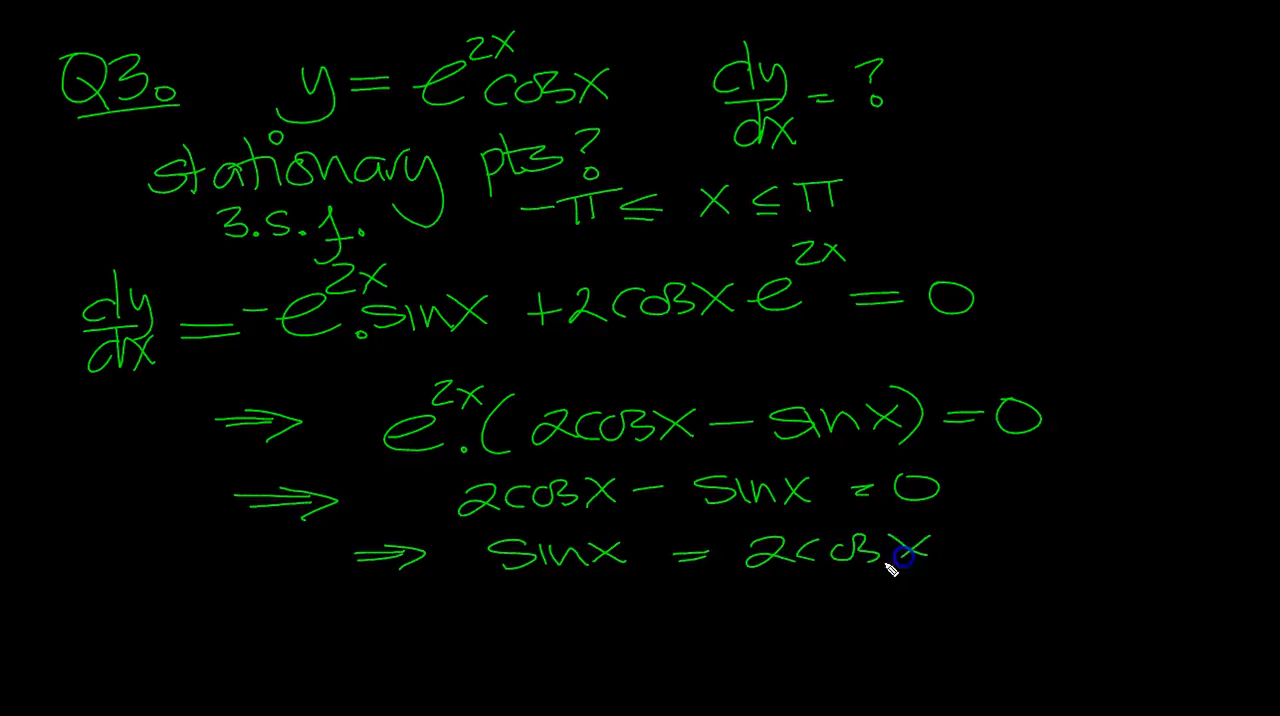 Q3. y = e^{2x} cos x dy/dx = ?
stationary pts?
3.s.f. -π ≤ x ≤ π
dy/dx = -e^{2x}.sin x + 2cos x e^{2x} = 0
⇒ e^{2x}.(2cos x - sin x) = 0
⇒ 2cos x - sin x = 0
⇒ sin x = 2cos x